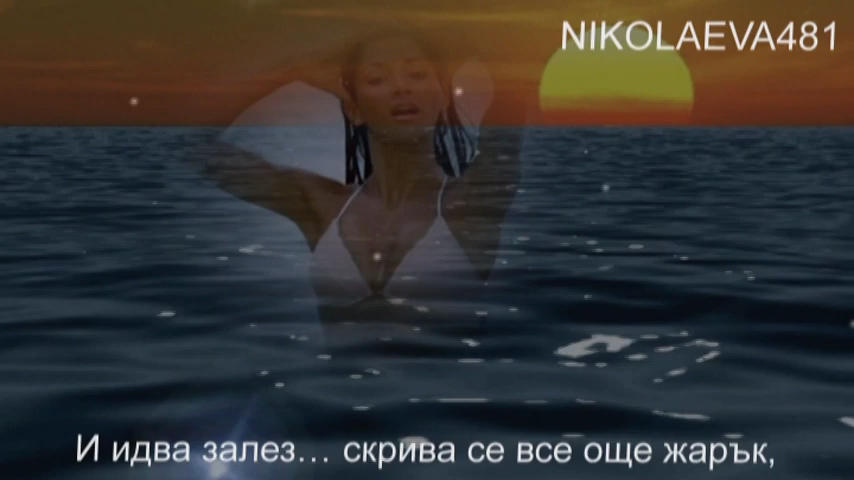 NIKOLAEVA481
И идва залез... скрива се все още жарък,